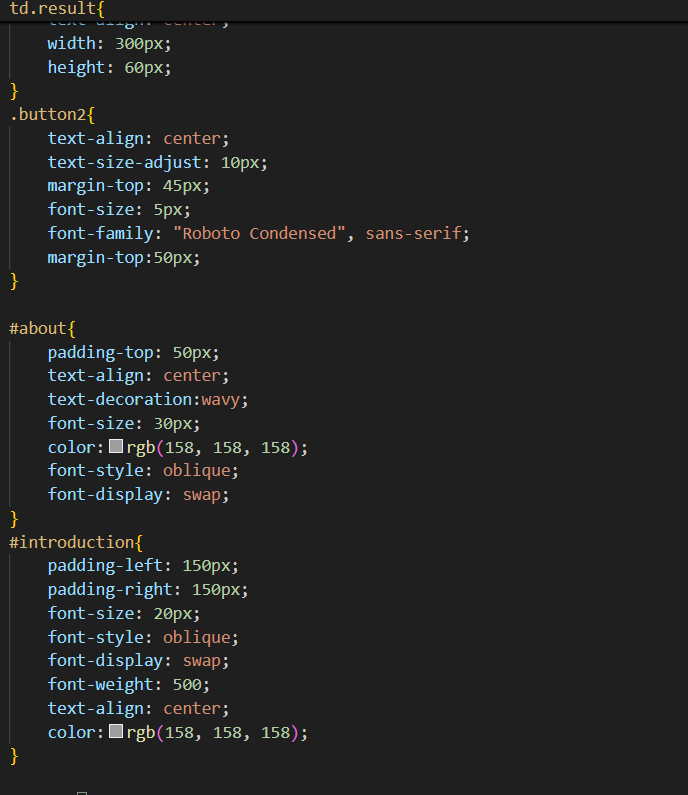 td.result{
    width: 300px;
    height: 60px;
}
.button2{
    text-align: center;
    text-size-adjust: 10px;
    margin-top: 45px;
    font-size: 5px;
    font-family: "Roboto Condensed", sans-serif;
    margin-top:50px;
}
#about{
    padding-top: 50px;
    text-align: center;
    text-decoration:wavy;
    font-size: 30px;
    color:rgb(158, 158, 158);
    font-style: oblique;
    font-display: swap;
}
#introduction{
    padding-left: 150px;
    padding-right: 150px;
    font-size: 20px;
    font-style: oblique;
    font-display: swap;
    font-weight: 500;
    text-align: center;
    color:rgb(158, 158, 158);
}